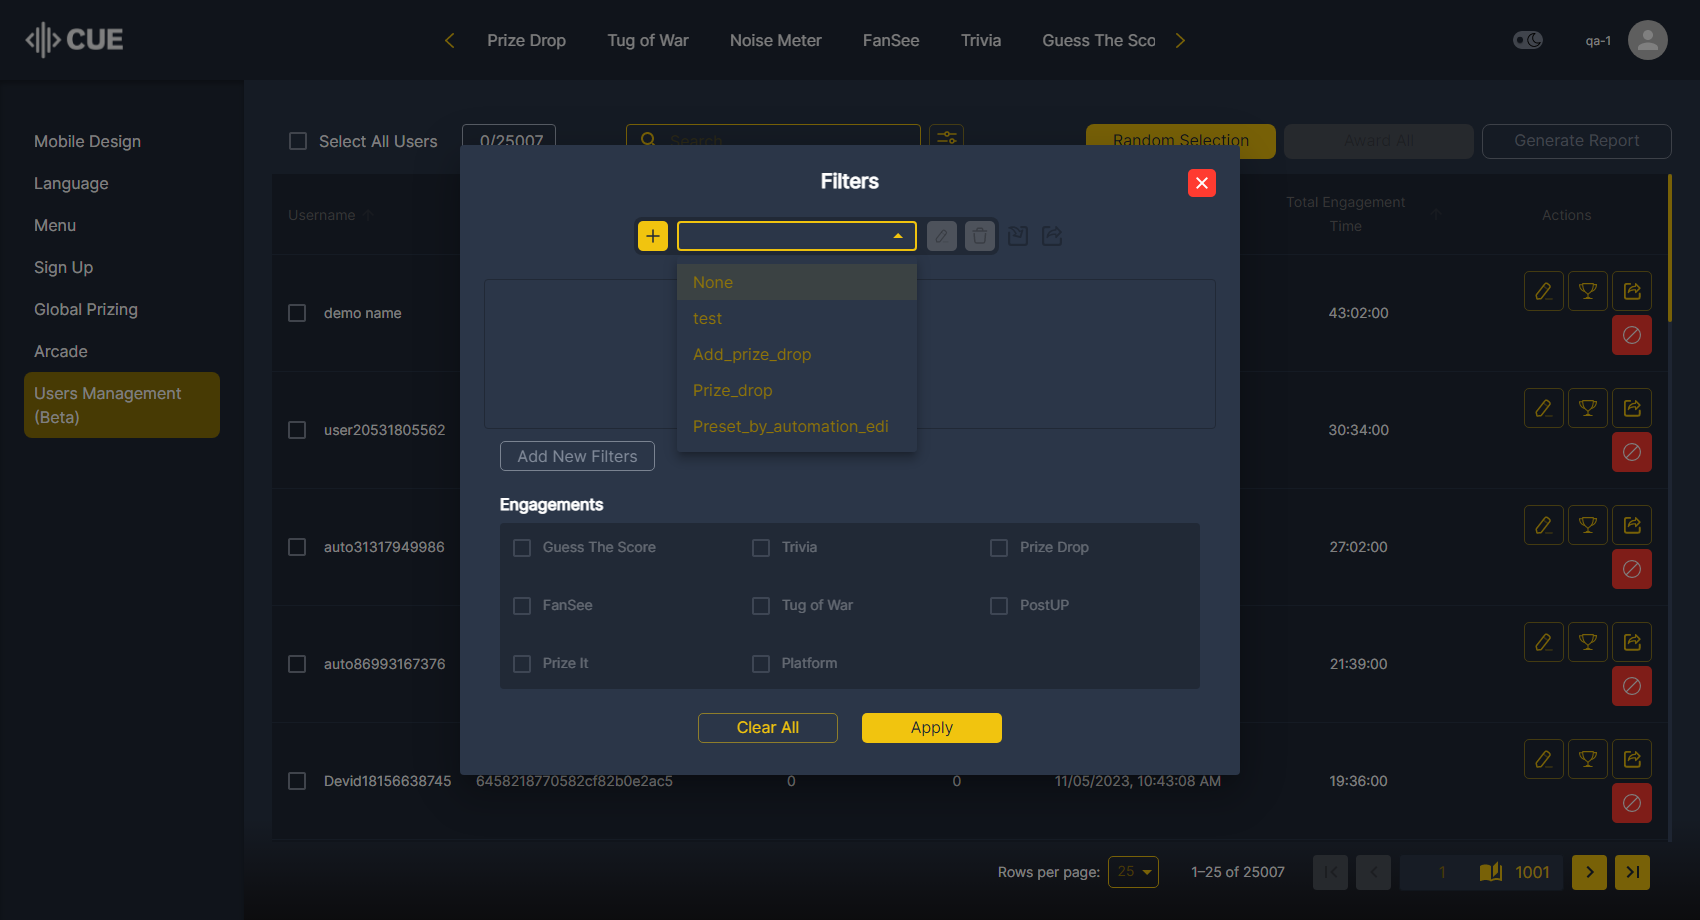 CUE
Prize Drop
Tug of War
Noise Meter
FanSee
Trivia
Guess The Sco
qa-1
Mobile Design
Language
Menu
Sign Up
Global Prizing
Arcade
Users Management
(Beta)
Select All Users
0/25007
Search
Random Selection
Award All
Generate Report
Username
Total Engagement
Time
Actions
Filters
None
test
Add_prize_drop
Prize_drop
Preset_by_automation_edi
Add New Filters
Engagements
Guess The Score
Trivia
Prize Drop
FanSee
Tug of War
PostUP
Prize It
Platform
Clear All
Apply
demo name
43:02:00
user20531805562
30:34:00
auto31317949986
27:02:00
auto86993167376
21:39:00
Devid18156638745
6458218770582cf82b0e2ac5
0
0
11/05/2023, 10:43:08 AM
19:36:00
Rows per page:
25
1–25 of 25007
1
1001